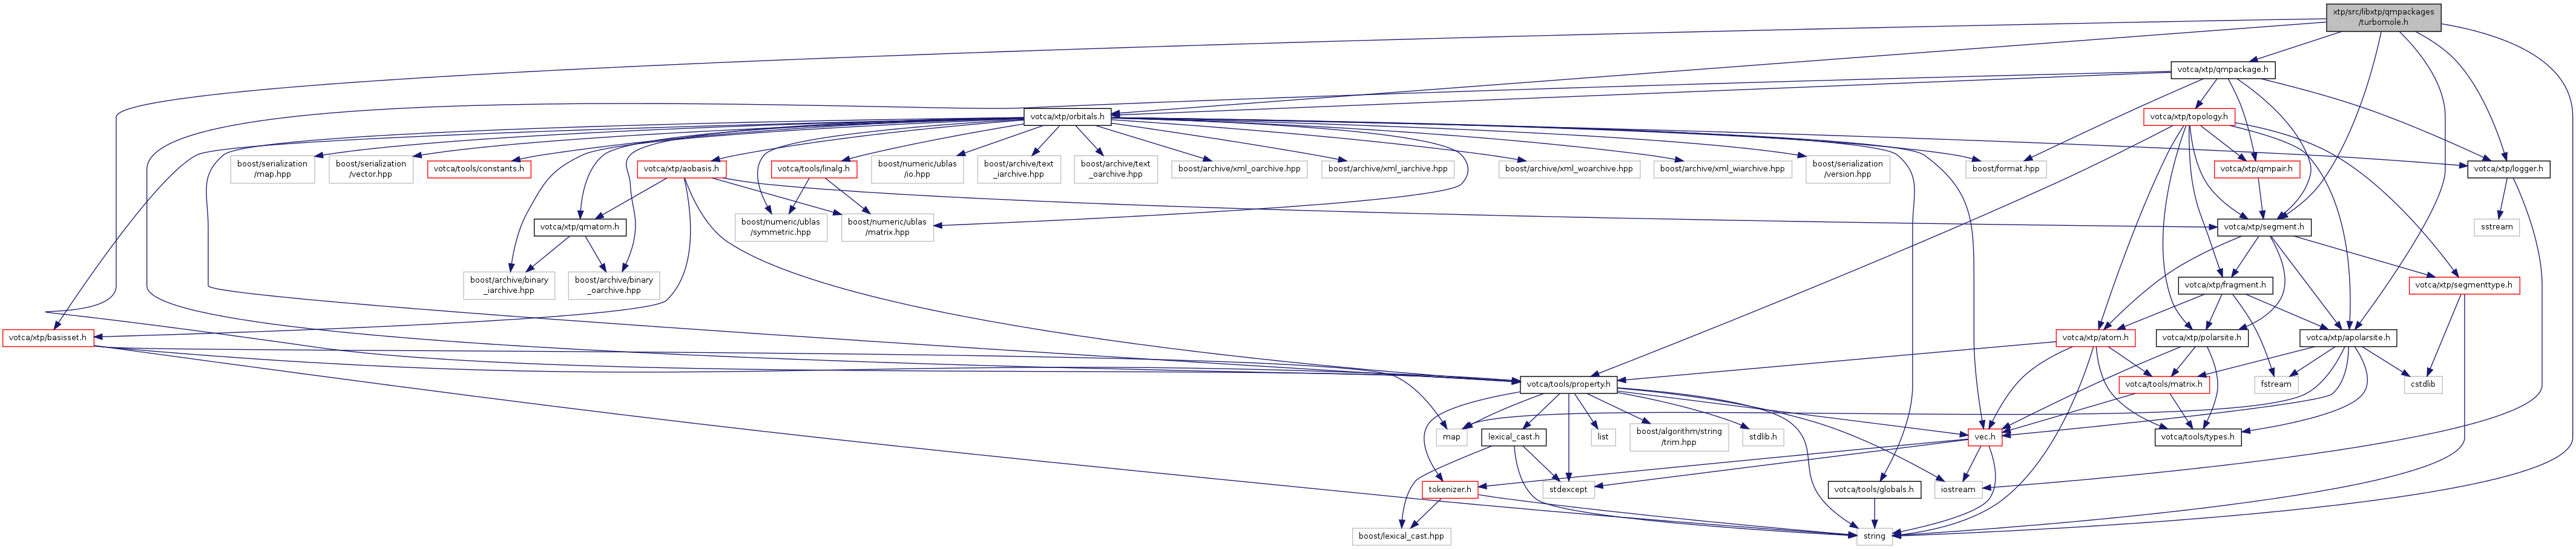 xtp/src/libxtp/qmpackages
/turbomole.h
votca/xtp/qmpackage.h
votca/xtp/orbitals.h
votca/xtp/topology.h
boost/serialization
/map.hpp
boost/serialization
/vector.hpp
votca/tools/constants.h
votca/xtp/aobasis.h
votca/tools/linalg.h
boost/numeric/ublas
/io.hpp
boost/archive/text
_iarchive.hpp
boost/archive/text
_oarchive.hpp
boost/archive/xml_oarchive.hpp
boost/archive/xml_iarchive.hpp
boost/archive/xml_woarchive.hpp
boost/archive/xml_wiarchive.hpp
boost/serialization
/version.hpp
boost/format.hpp
votca/xtp/qmpair.h
votca/xtp/logger.h
votca/xtp/qmatom.h
boost/numeric/ublas
/symmetric.hpp
boost/numeric/ublas
/matrix.hpp
votca/xtp/segment.h
sstream
boost/archive/binary
_iarchive.hpp
boost/archive/binary
_oarchive.hpp
votca/xtp/fragment.h
votca/xtp/segmenttype.h
votca/xtp/basisset.h
votca/xtp/atom.h
votca/xtp/polarsite.h
votca/xtp/apolarsite.h
votca/tools/property.h
votca/tools/matrix.h
fstream
cstdlib
map
lexical_cast.h
list
boost/algorithm/string
/trim.hpp
stdlib.h
vec.h
votca/tools/types.h
tokenizer.h
stdexcept
votca/tools/globals.h
iostream
boost/lexical_cast.hpp
string